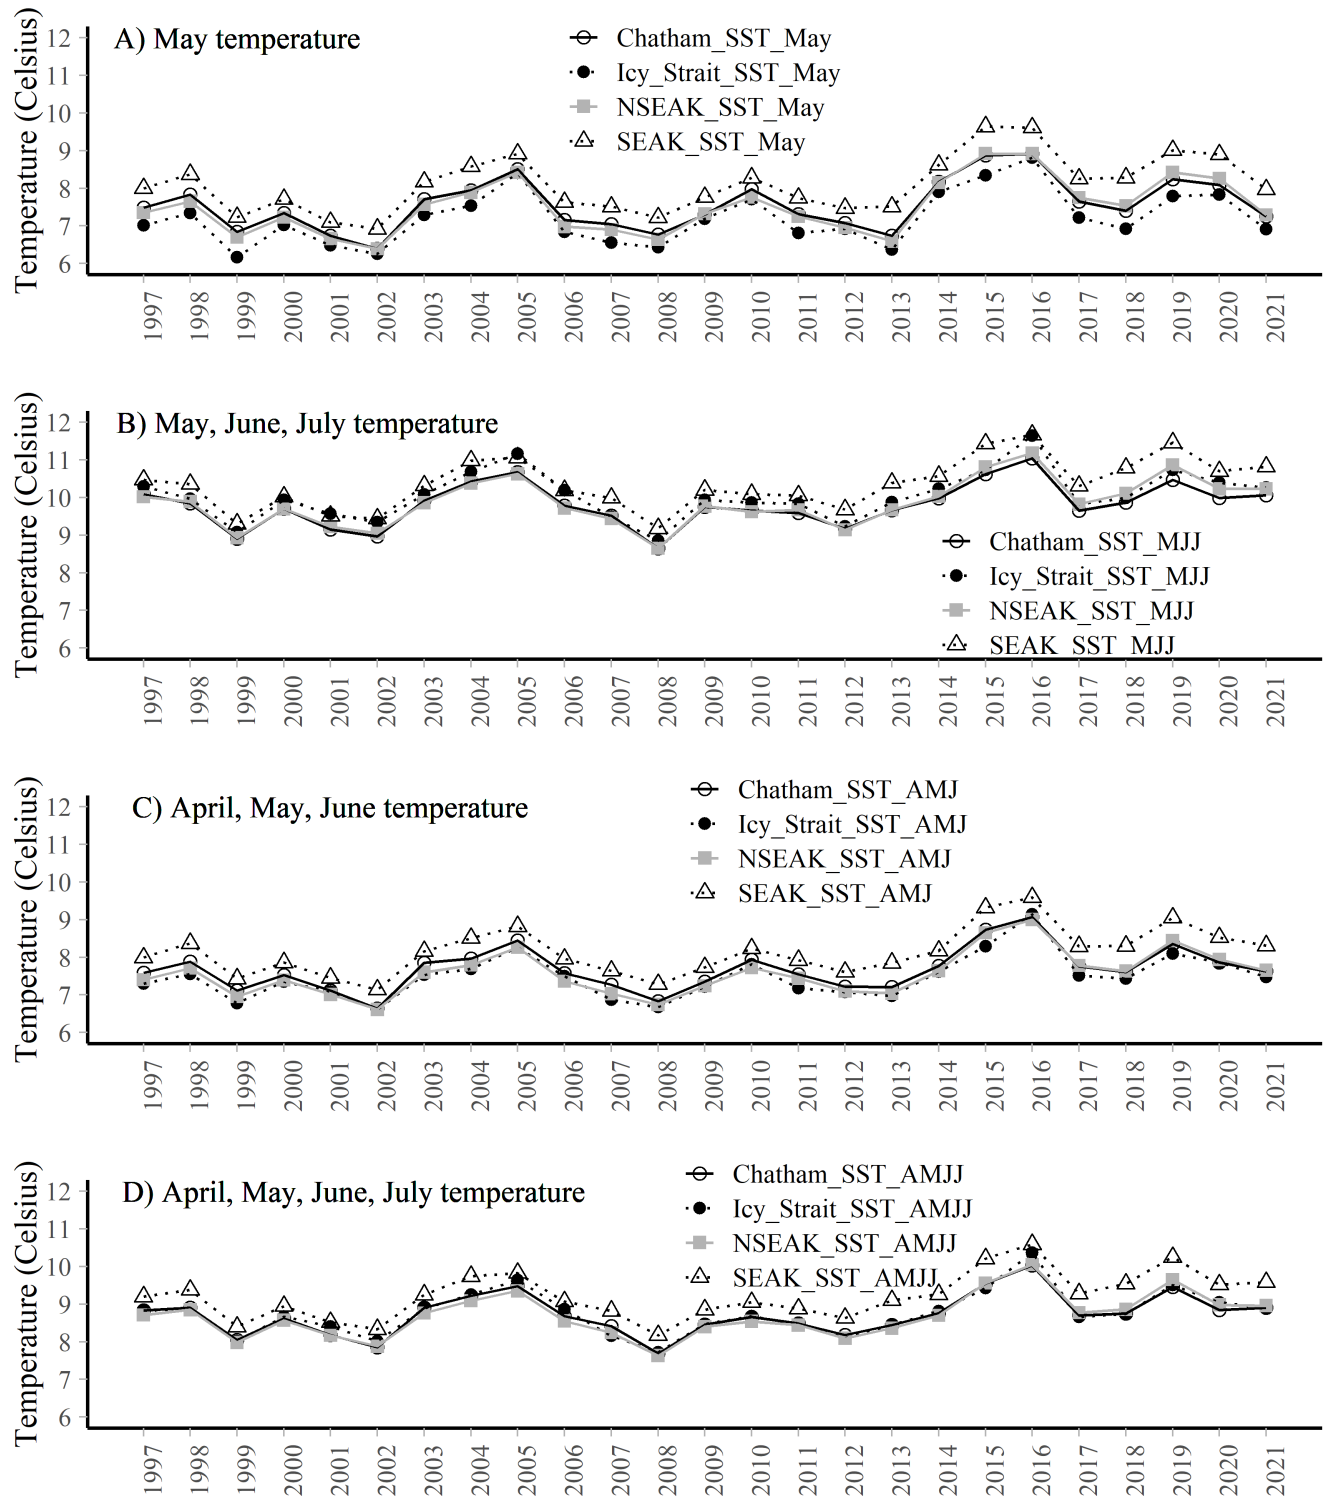 A) May temperature
Chatham_SST_May
Icy_Strait_SST_May
NSEAK_SST_May
SEAK_SST_May
Temperature (Celsius)
12
11
10
9
8
7
6
1997 1998 1999 2000 2001 2002 2003 2004 2005 2006 2007 2008 2009 2010 2011 2012 2013 2014 2015 2016 2017 2018 2019 2020 2021
B) May, June, July temperature
Temperature (Celsius)
12
11
10
9
8
7
6
Chatham_SST_MJJ
Icy_Strait_SST_MJJ
NSEAK_SST_MJJ
SEAK_SST_MJJ
1997 1998 1999 2000 2001 2002 2003 2004 2005 2006 2007 2008 2009 2010 2011 2012 2013 2014 2015 2016 2017 2018 2019 2020 2021
C) April, May, June temperature
Chatham_SST_AMJ
Icy_Strait_SST_AMJ
NSEAK_SST_AMJ
SEAK_SST_AMJ
Temperature (Celsius)
12
11
10
9
8
7
6
1997 1998 1999 2000 2001 2002 2003 2004 2005 2006 2007 2008 2009 2010 2011 2012 2013 2014 2015 2016 2017 2018 2019 2020 2021
D) April, May, June, July temperature
Chatham_SST_AMJJ
Icy_Strait_SST_AMJJ
NSEAK_SST_AMJJ
SEAK_SST_AMJJ
Temperature (Celsius)
12
11
10
9
8
7
6
1997 1998 1999 2000 2001 2002 2003 2004 2005 2006 2007 2008 2009 2010 2011 2012 2013 2014 2015 2016 2017 2018 2019 2020 2021